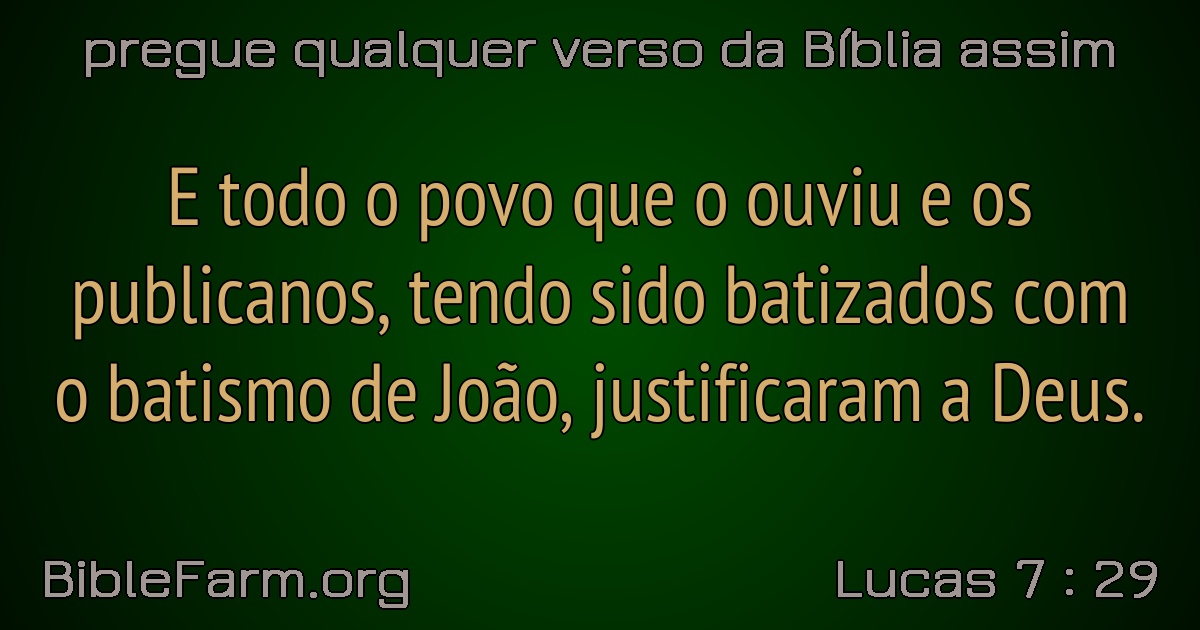 pregue qualquer verso da Bíblia assim
E todo o povo que o ouviu e os
publicanos, tendo sido batizados com
o batismo de João, justificaram a Deus.
BibleFarm.org
Lucas 7 : 29